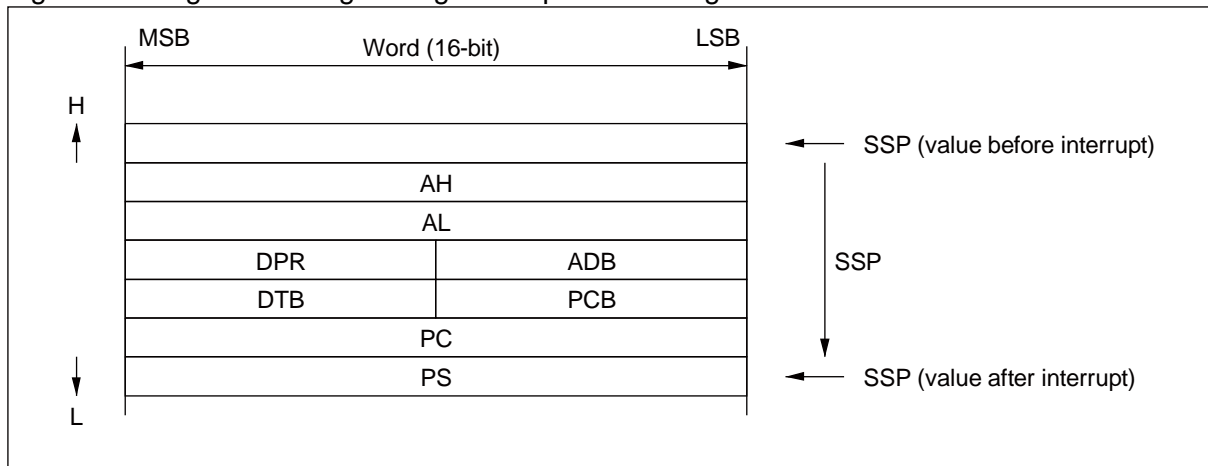 MSB
LSB
Word (16-bit)
H
SSP (value before interrupt)
AH
AL
DPR
ADB
SSP
DTB
PCB
PC
PS
SSP (value after interrupt)
L